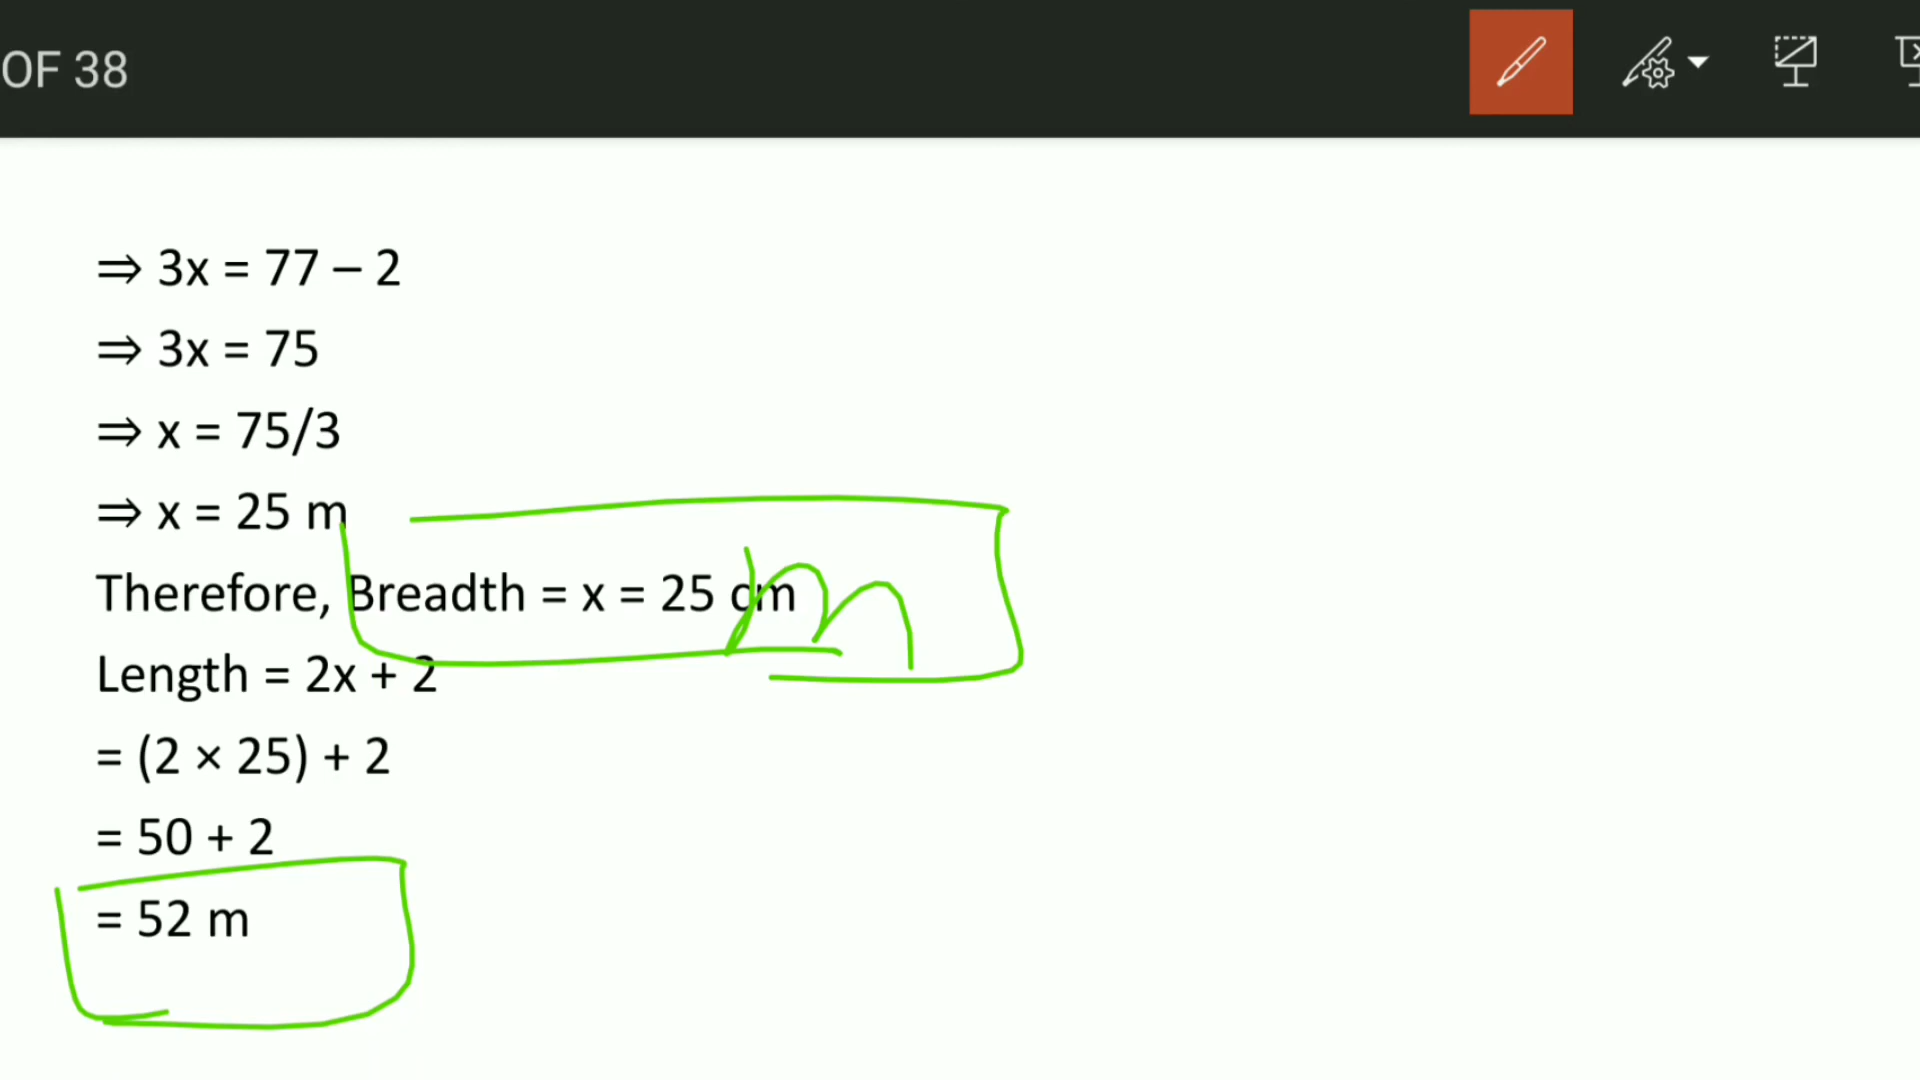 OF 38
⇒ 3x = 77 – 2
⇒ 3x = 75
⇒ x = 75/3
⇒ x = 25 m
Therefore, Breadth = x = 25 cm m
Length = 2x + 2
= (2 × 25) + 2
= 50 + 2
= 52 m